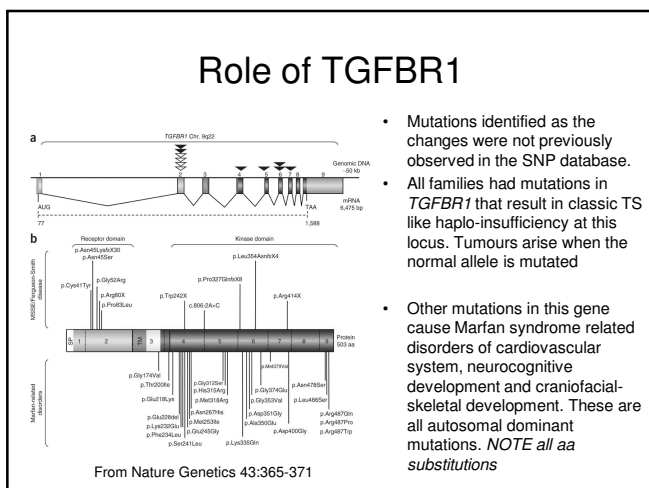 Role of TGFBR1
a
TGFBR1 Chr. 9q22
1 2 3 4 5 6 7 8 9
Genomic DNA
~50 kb
mRNA
6,475 bp
AUG TAA
77 1,588
b
Receptor domain Kinase domain
MSSE/Ferguson-Smith
disease
p.Asn45LysfsX30
p.Asn45Ser
p.Cys41Tyr
p.Gly52Arg
p.Arg80X
p.Pro83Leu
p.Leu354AsnfsX4
p.Pro327GlnfsX8
p.Trp242X
c.806-2A>C
p.Arg414X
SP 1 2 TM 3 4 5 6 7 8 9
Protein
503 aa
Marfan-related
disorders
p.Gly174Val
p.Thr200Ile
p.Glu218Lys
p.Glu228del
p.Lys232Glu
p.Phe234Leu
p.Ser241Leu
p.Glu245Gly
p.Met253Ile
p.Asn267His
p.Gly312Ser
p.His315Arg
p.Met318Arg
p.Lys335Gln
p.Ala350Glu
p.Asp351Gly
p.Gly353Val
p.Gly374Glu
p.Met379Val
p.Asp400Gly
p.Asn478Ser
p.Leu486Ser
p.Arg487Gln
p.Arg487Pro
p.Arg487Trp
From Nature Genetics 43:365-371
• Mutations identified as the
changes were not previously
observed in the SNP database.
• All families had mutations in
TGFBR1 that result in classic TS
like haplo-insufficiency at this
locus. Tumours arise when the
normal allele is mutated
• Other mutations in this gene
cause Marfan syndrome related
disorders of cardiovascular
system, neurocognitive
development and craniofacial-
skeletal development. These are
all autosomal dominant
mutations. NOTE all aa
substitutions